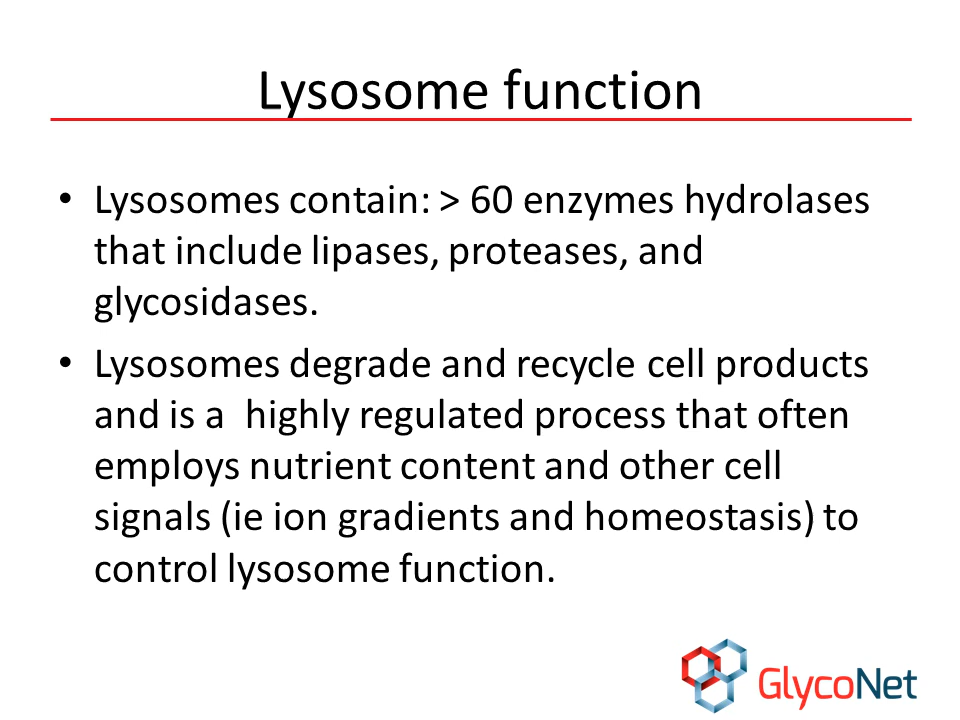 Lysosome function
• Lysosomes contain: > 60 enzymes hydrolases
that include lipases, proteases, and
glycosidases.
• Lysosomes degrade and recycle cell products
and is a  highly regulated process that often
employs nutrient content and other cell
signals (ie ion gradients and homeostasis) to
control lysosome function.
GlycoNet